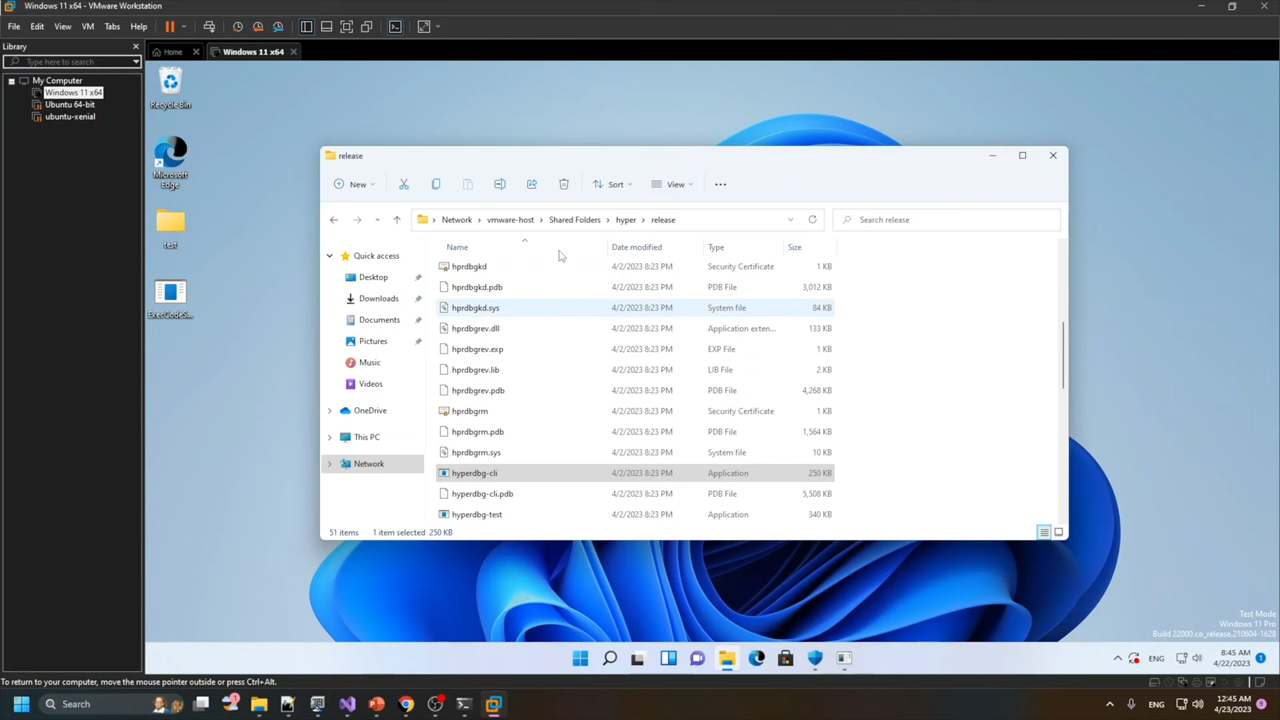 Windows 11 x64 - VMware Workstation
File Edit View VM Tabs Help
Library
Type here to search
My Computer
Windows 11 x64
Ubuntu 64-bit
ubuntu-xenial
Home
Windows 11 x64
Recycle Bin
Microsoft
Edge
test
ExecCodeS...
release
New
Sort
View
Network > vmware-host > Shared Folders > hyper > release
Search release
Quick access
Desktop
Downloads
Documents
Pictures
Music
Videos
OneDrive
This PC
Network
Name Date modified Type Size
hprdbgkd 4/2/2023 8:23 PM Security Certificate 1 KB
hprdbgkd.pdb 4/2/2023 8:23 PM PDB File 3,012 KB
hprdbgkd.sys 4/2/2023 8:23 PM System file 84 KB
hprdbgrev.dll 4/2/2023 8:23 PM Application exten... 133 KB
hprdbgrev.exp 4/2/2023 8:23 PM EXP File 1 KB
hprdbgrev.lib 4/2/2023 8:23 PM LIB File 2 KB
hprdbgrev.pdb 4/2/2023 8:23 PM PDB File 4,268 KB
hprdbgrm 4/2/2023 8:23 PM Security Certificate 1 KB
hprdbgrm.pdb 4/2/2023 8:23 PM PDB File 1,564 KB
hprdbgrm.sys 4/2/2023 8:23 PM System file 10 KB
hyperdbg-cli 4/2/2023 8:23 PM Application 250 KB
hyperdbg-cli.pdb 4/2/2023 8:23 PM PDB File 5,508 KB
hyperdbg-test 4/2/2023 8:23 PM Application 340 KB
51 items 1 item selected 250 KB
Test Mode
Windows 11 Pro
Build 22000.co_release.210604-1628
ENG
8:45 AM
4/22/2023
1
To return to your computer, move the mouse pointer outside or press Ctrl+Alt.
Search
ENG
12:45 AM
4/23/2023
3